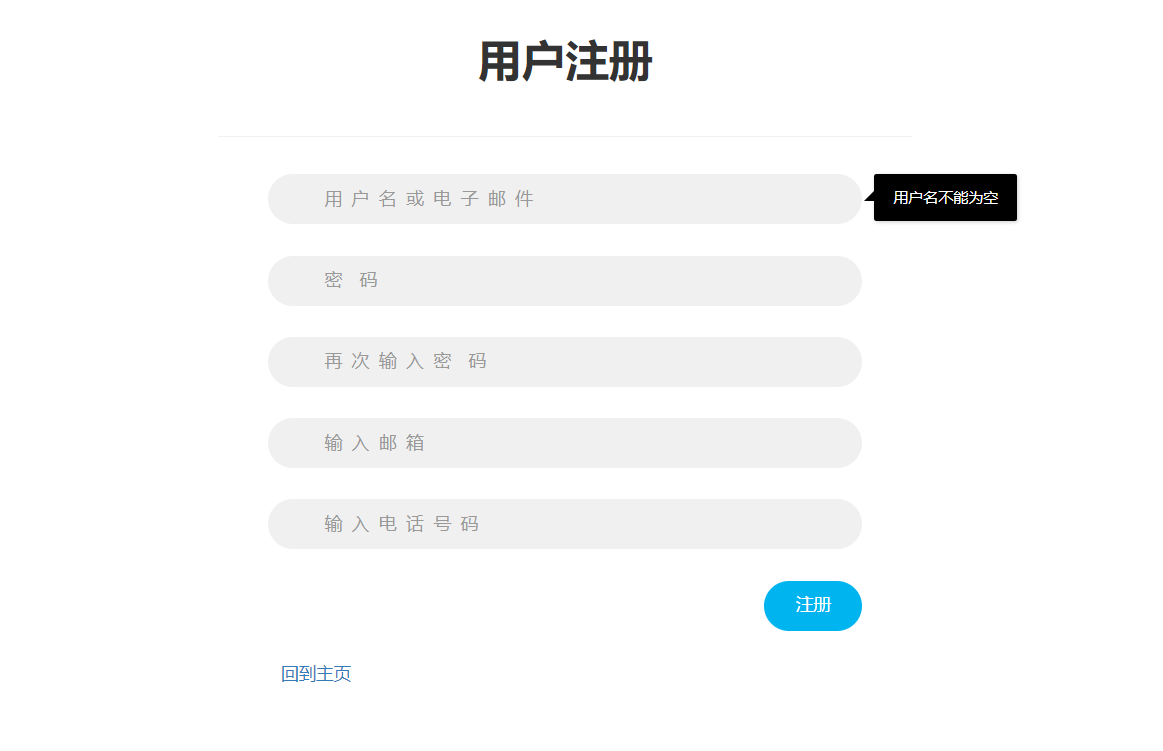 用户注册
用户名或电子邮件
用户名不能为空
密 码
再次输入密 码
输入邮箱
输入电话号码
注册
回到主页